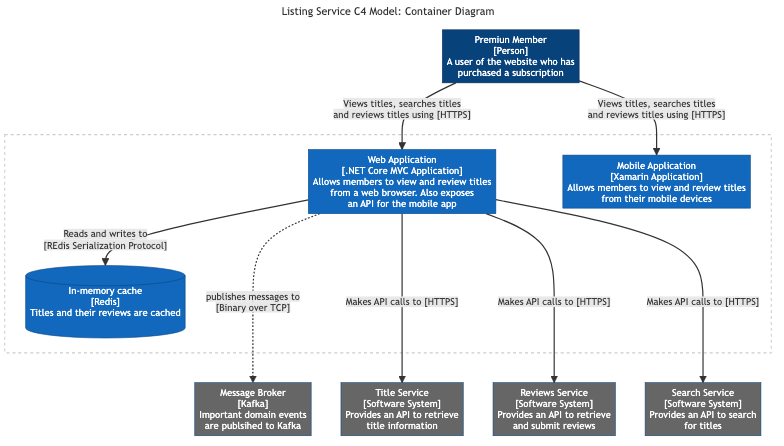 Listing Service C4 Model: Container Diagram
Premiun Member
[Person]
A user of the website who has
purchased a subscription
Views titles, searches titles
and reviews titles using [HTTPS]
Views titles, searches titles
and reviews titles using [HTTPS]
Web Application
[.NET Core MVC Application]
Allows members to view and review titles
from a web browser. Also exposes
an API for the mobile app
Mobile Application
[Xamarin Application]
Allows members to view and review titles
from their mobile devices
Reads and writes to
[REdis Serialization Protocol]
In-memory cache
[Redis]
Titles and their reviews are cached
publishes messages to
[Binary over TCP]
Makes API calls to [HTTPS]
Makes API calls to [HTTPS]
Makes API calls to [HTTPS]
Message Broker
[Kafka]
Important domain events
are publsihed to Kafka
Title Service
[Software System]
Provides an API to retrieve
title information
Reviews Service
[Software System]
Provides an API to retrieve
and submit reviews
Search Service
[Software System]
Provides an API to search
for titles